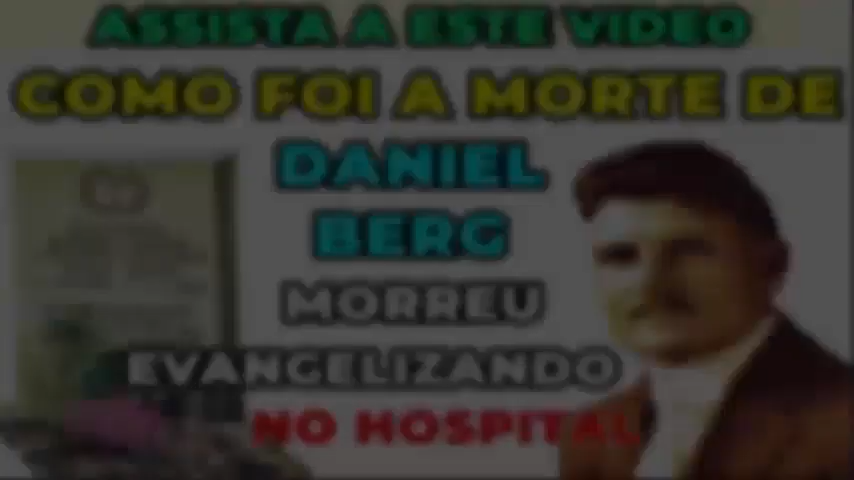 ASSISTA A ESTE VIDEO
COMO FOI A MORTE DE
DANIEL
BERG
MORREU
EVANGELIZANDO
NO HOSPITAL